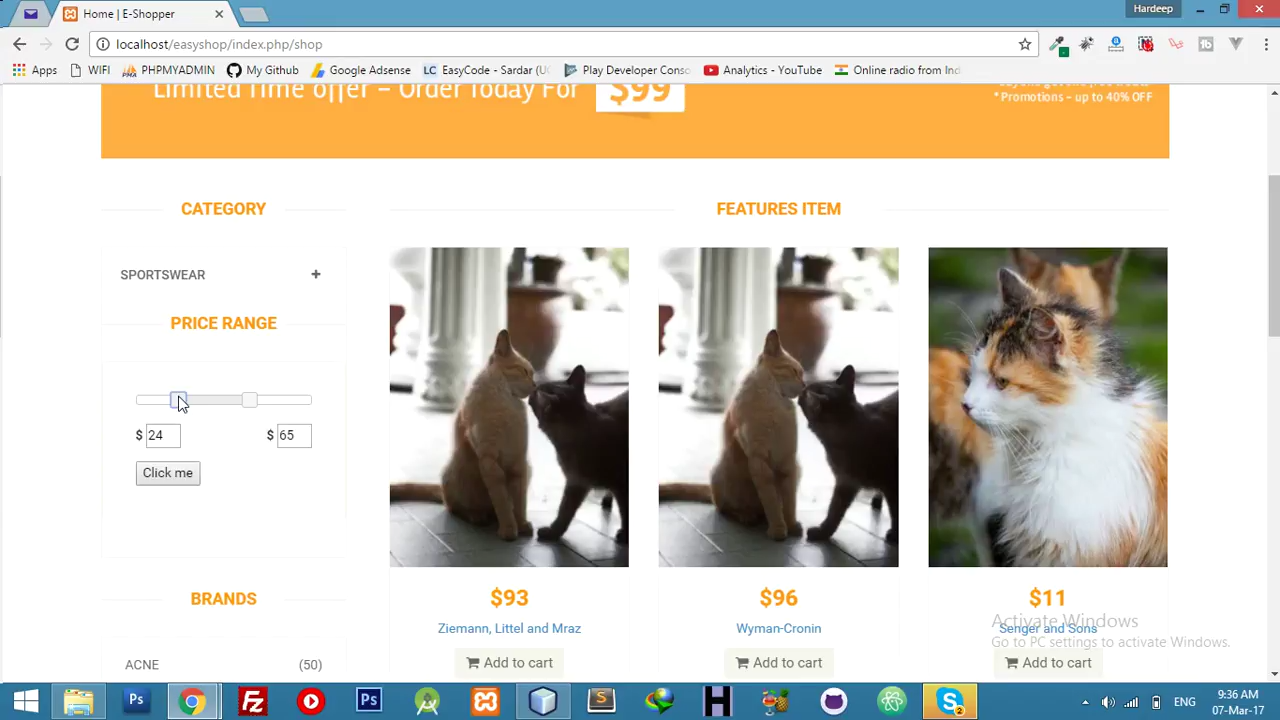 Home | E-Shopper
Hardeep
localhost/easyshop/index.php/shop
Apps WIFI PHPMYADMIN My Github Google Adsense EasyCode - Sardar (U Play Developer Conso Analytics - YouTube Online radio from Ind
Limited Time offer – Order Today For $99
* Promotions – up to 40% OFF
CATEGORY
FEATURES ITEM
SPORTSWEAR +
PRICE RANGE
$ 24 $ 65
Click me
$93 $96 $11
Ziemann, Littel and Mraz Wyman-Cronin Senger and Sons
Add to cart Add to cart Add to cart
BRANDS
ACNE (50)
Activate Windows
Go to PC settings to activate Windows.
ENG
9:36 AM
07-Mar-17